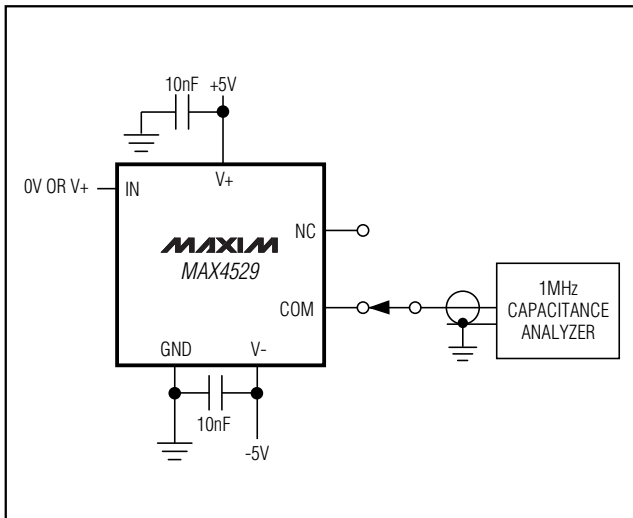 10nF
+5V
V+
0V OR V+
IN
NC
MAXIM
MAX4529
COM
1MHz
CAPACITANCE
ANALYZER
GND
V-
10nF
-5V